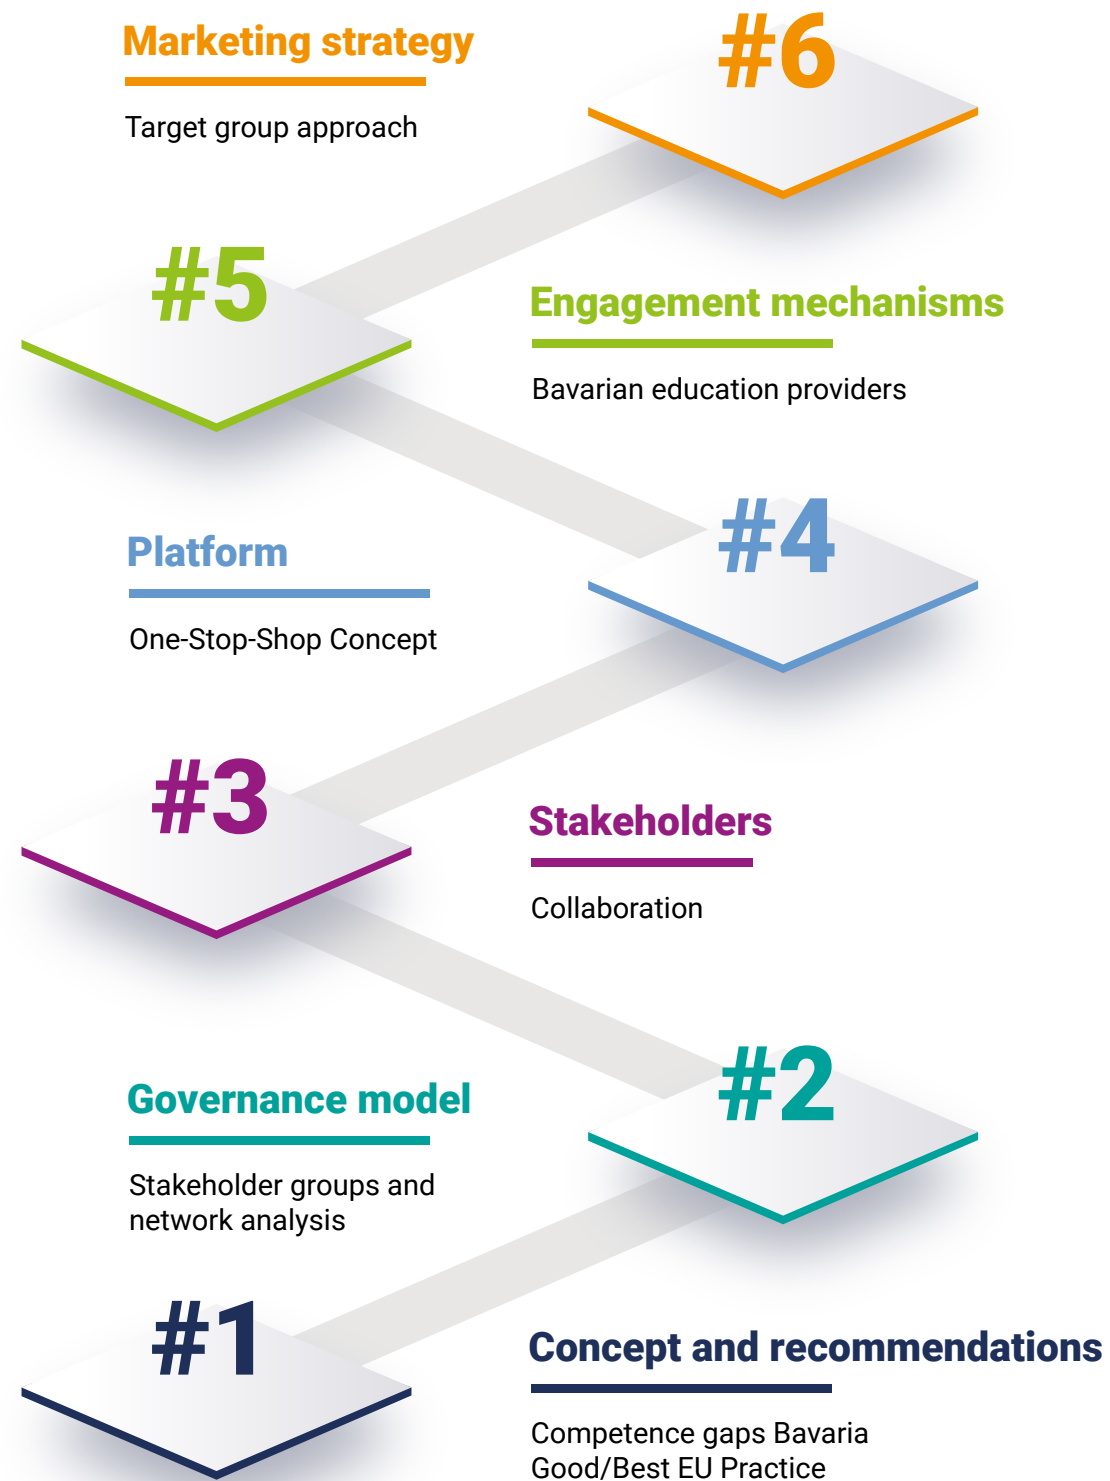 Marketing strategy
#6
Target group approach
#5
Engagement mechanisms
Bavarian education providers
#4
Platform
One-Stop-Shop Concept
#3
Stakeholders
Collaboration
#2
Governance model
Stakeholder groups and
network analysis
#1
Concept and recommendations
Competence gaps Bavaria
Good/Best EU Practice